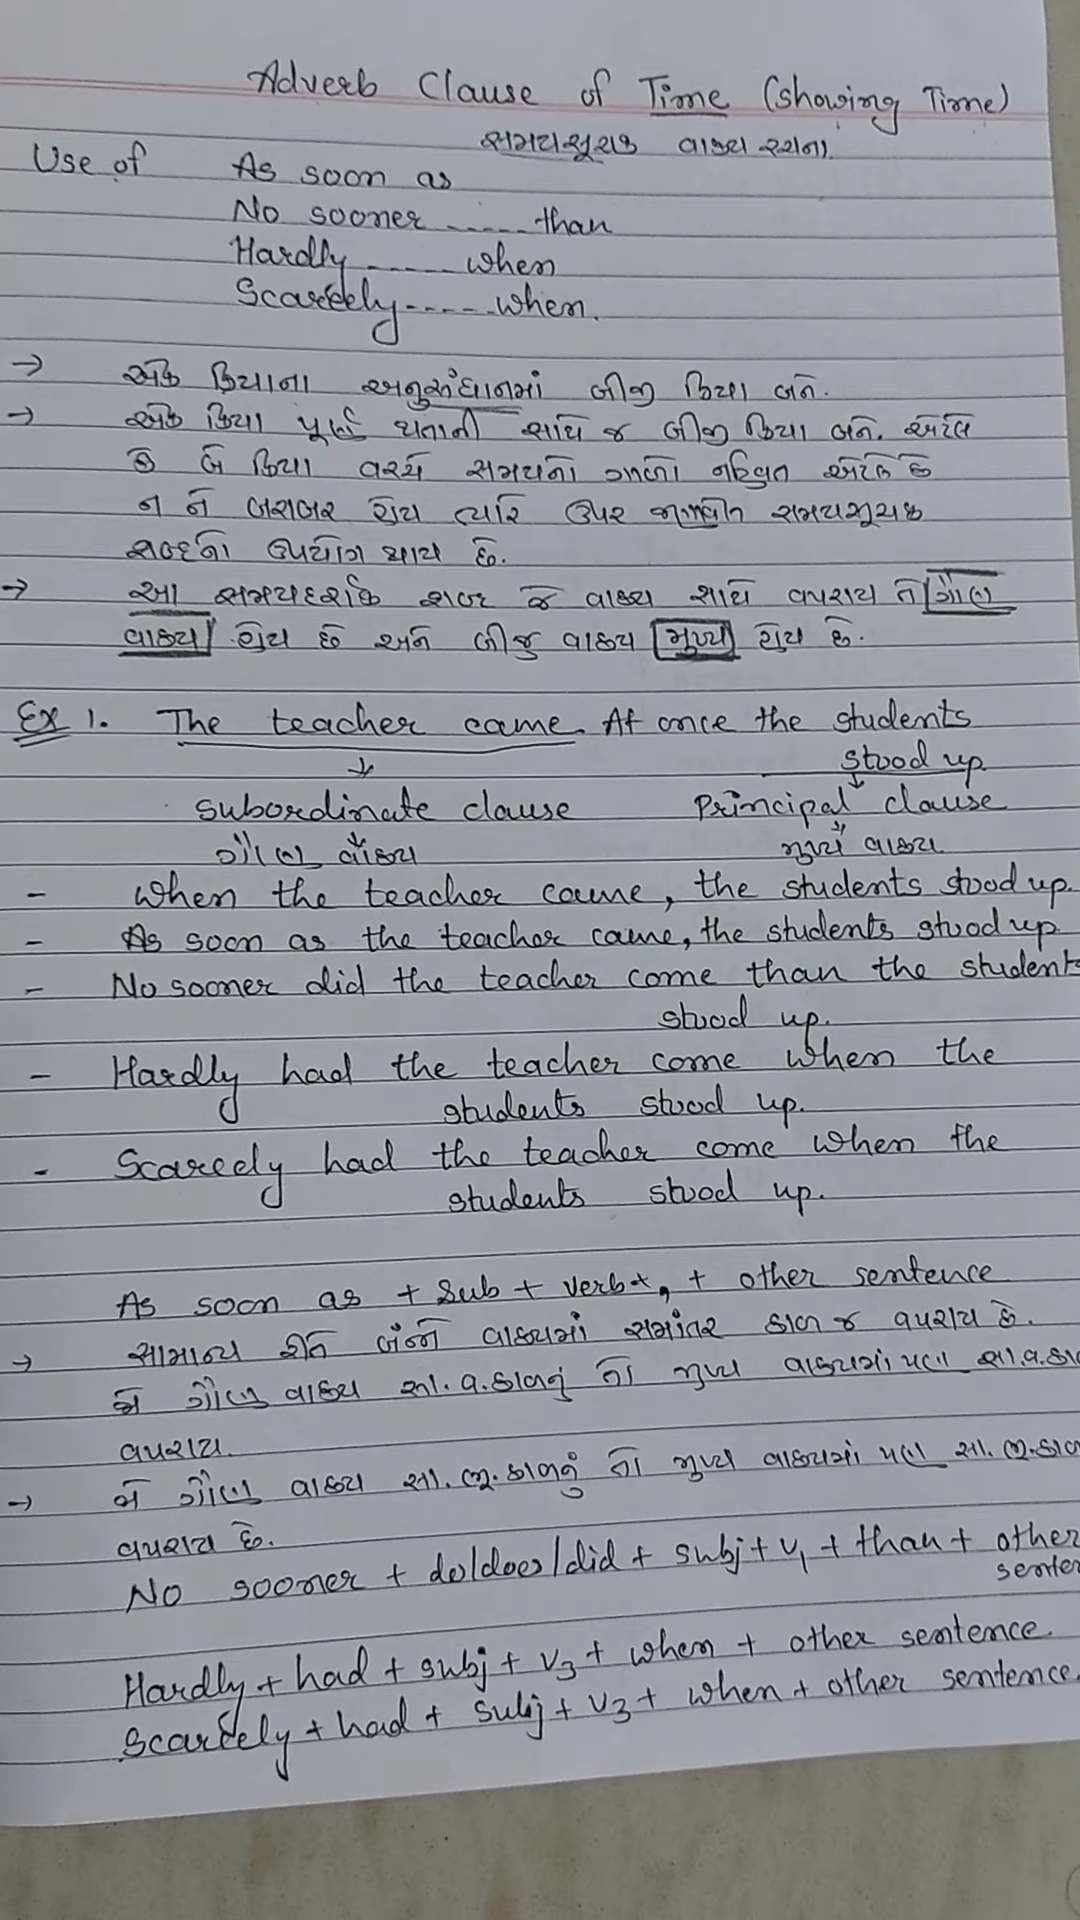 Adverb Clause of Time (showing Time)
સમયસૂચક વાક્ય રચના
Use of As soon as
No sooner ..... than
Hardly ..... when
Scarcely ..... when.
→ એક ક્રિયાના અનુસંધાનમાં બીજી ક્રિયા બને.
→ એક ક્રિયા પૂર્ણ થતાની સાથે જ બીજી ક્રિયા બને. એટલે
કે બે ક્રિયા વચ્ચે સમયનો ગાળો નહિવત એટલે કે
ન ને બરાબર હોય ત્યારે ઉપર જણાવેલ સમયસૂચક
શબ્દનો ઉપયોગ થાય છે.
→ આ સમયદર્શક શબ્દ જે વાક્ય સાથે વપરાય તે ગૌણ
વાક્ય હોય છે અને બીજુ વાક્ય મુખ્ય હોય છે.
Ex 1. The teacher came. At once the students
stood up.
subordinate clause Principal clause
ગૌણ વાક્ય મુખ્ય વાક્ય
- When the teacher came, the students stood up.
- As soon as the teacher came, the students stood up.
- No sooner did the teacher come than the students
stood up.
- Hardly had the teacher come when the
students stood up.
- Scarcely had the teacher come when the
students stood up.
As soon as + Sub + verb+, + other sentence
→ સામાન્ય રીતે બંને વાક્યમાં સમાંતર કાળ જ વપરાય છે.
જો ગૌણ વાક્ય સા.વ.કાળનું તો મુખ્ય વાક્યમાં પણ સા.વ.કા
વપરાય.
→ જો ગૌણ વાક્ય સા.ભૂ.કાળનું તો મુખ્ય વાક્યમાં પણ સા.ભૂ.કાળ
વપરાય છે.
No sooner + do/does/did + subj + v1 + than + other
senten
Hardly + had + subj + v3 + when + other sentence.
Scarcely + had + subj + v3 + when + other sentence.